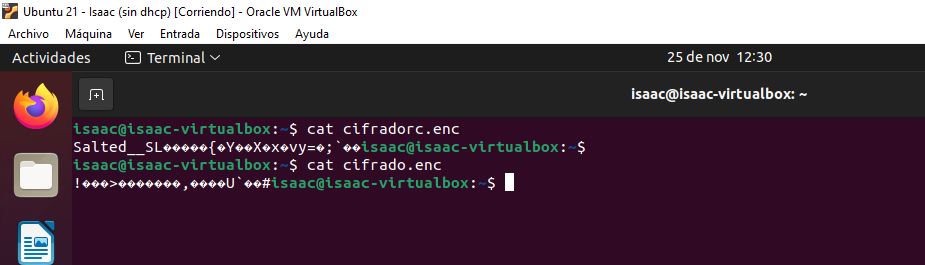 Ubuntu 21 - Isaac (sin dhcp) [Corriendo] - Oracle VM VirtualBox
Archivo Máquina Ver Entrada Dispositivos Ayuda
Actividades Terminal 25 de nov 12:30
isaac@isaac-virtualbox: ~
isaac@isaac-virtualbox:~$ cat cifradorc.enc
Salted__SL�����{�Y��X�x�vy=�;`��isaac@isaac-virtualbox:~$
isaac@isaac-virtualbox:~$ cat cifrado.enc
!���>�������,����U`��#isaac@isaac-virtualbox:~$